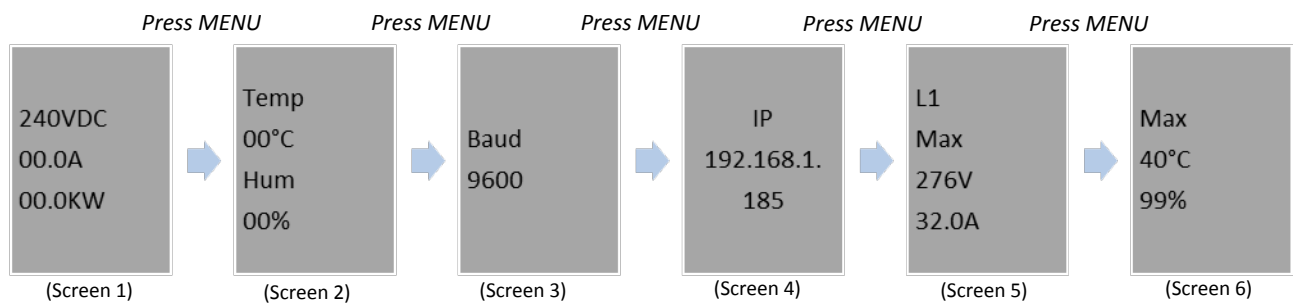 Press MENU
Press MENU
Press MENU
Press MENU
Press MENU
240VDC
00.0A
00.0KW
(Screen 1)
Temp
00°C
Hum
00%
(Screen 2)
Baud
9600
(Screen 3)
IP
192.168.1.
185
(Screen 4)
L1
Max
276V
32.0A
(Screen 5)
Max
40°C
99%
(Screen 6)